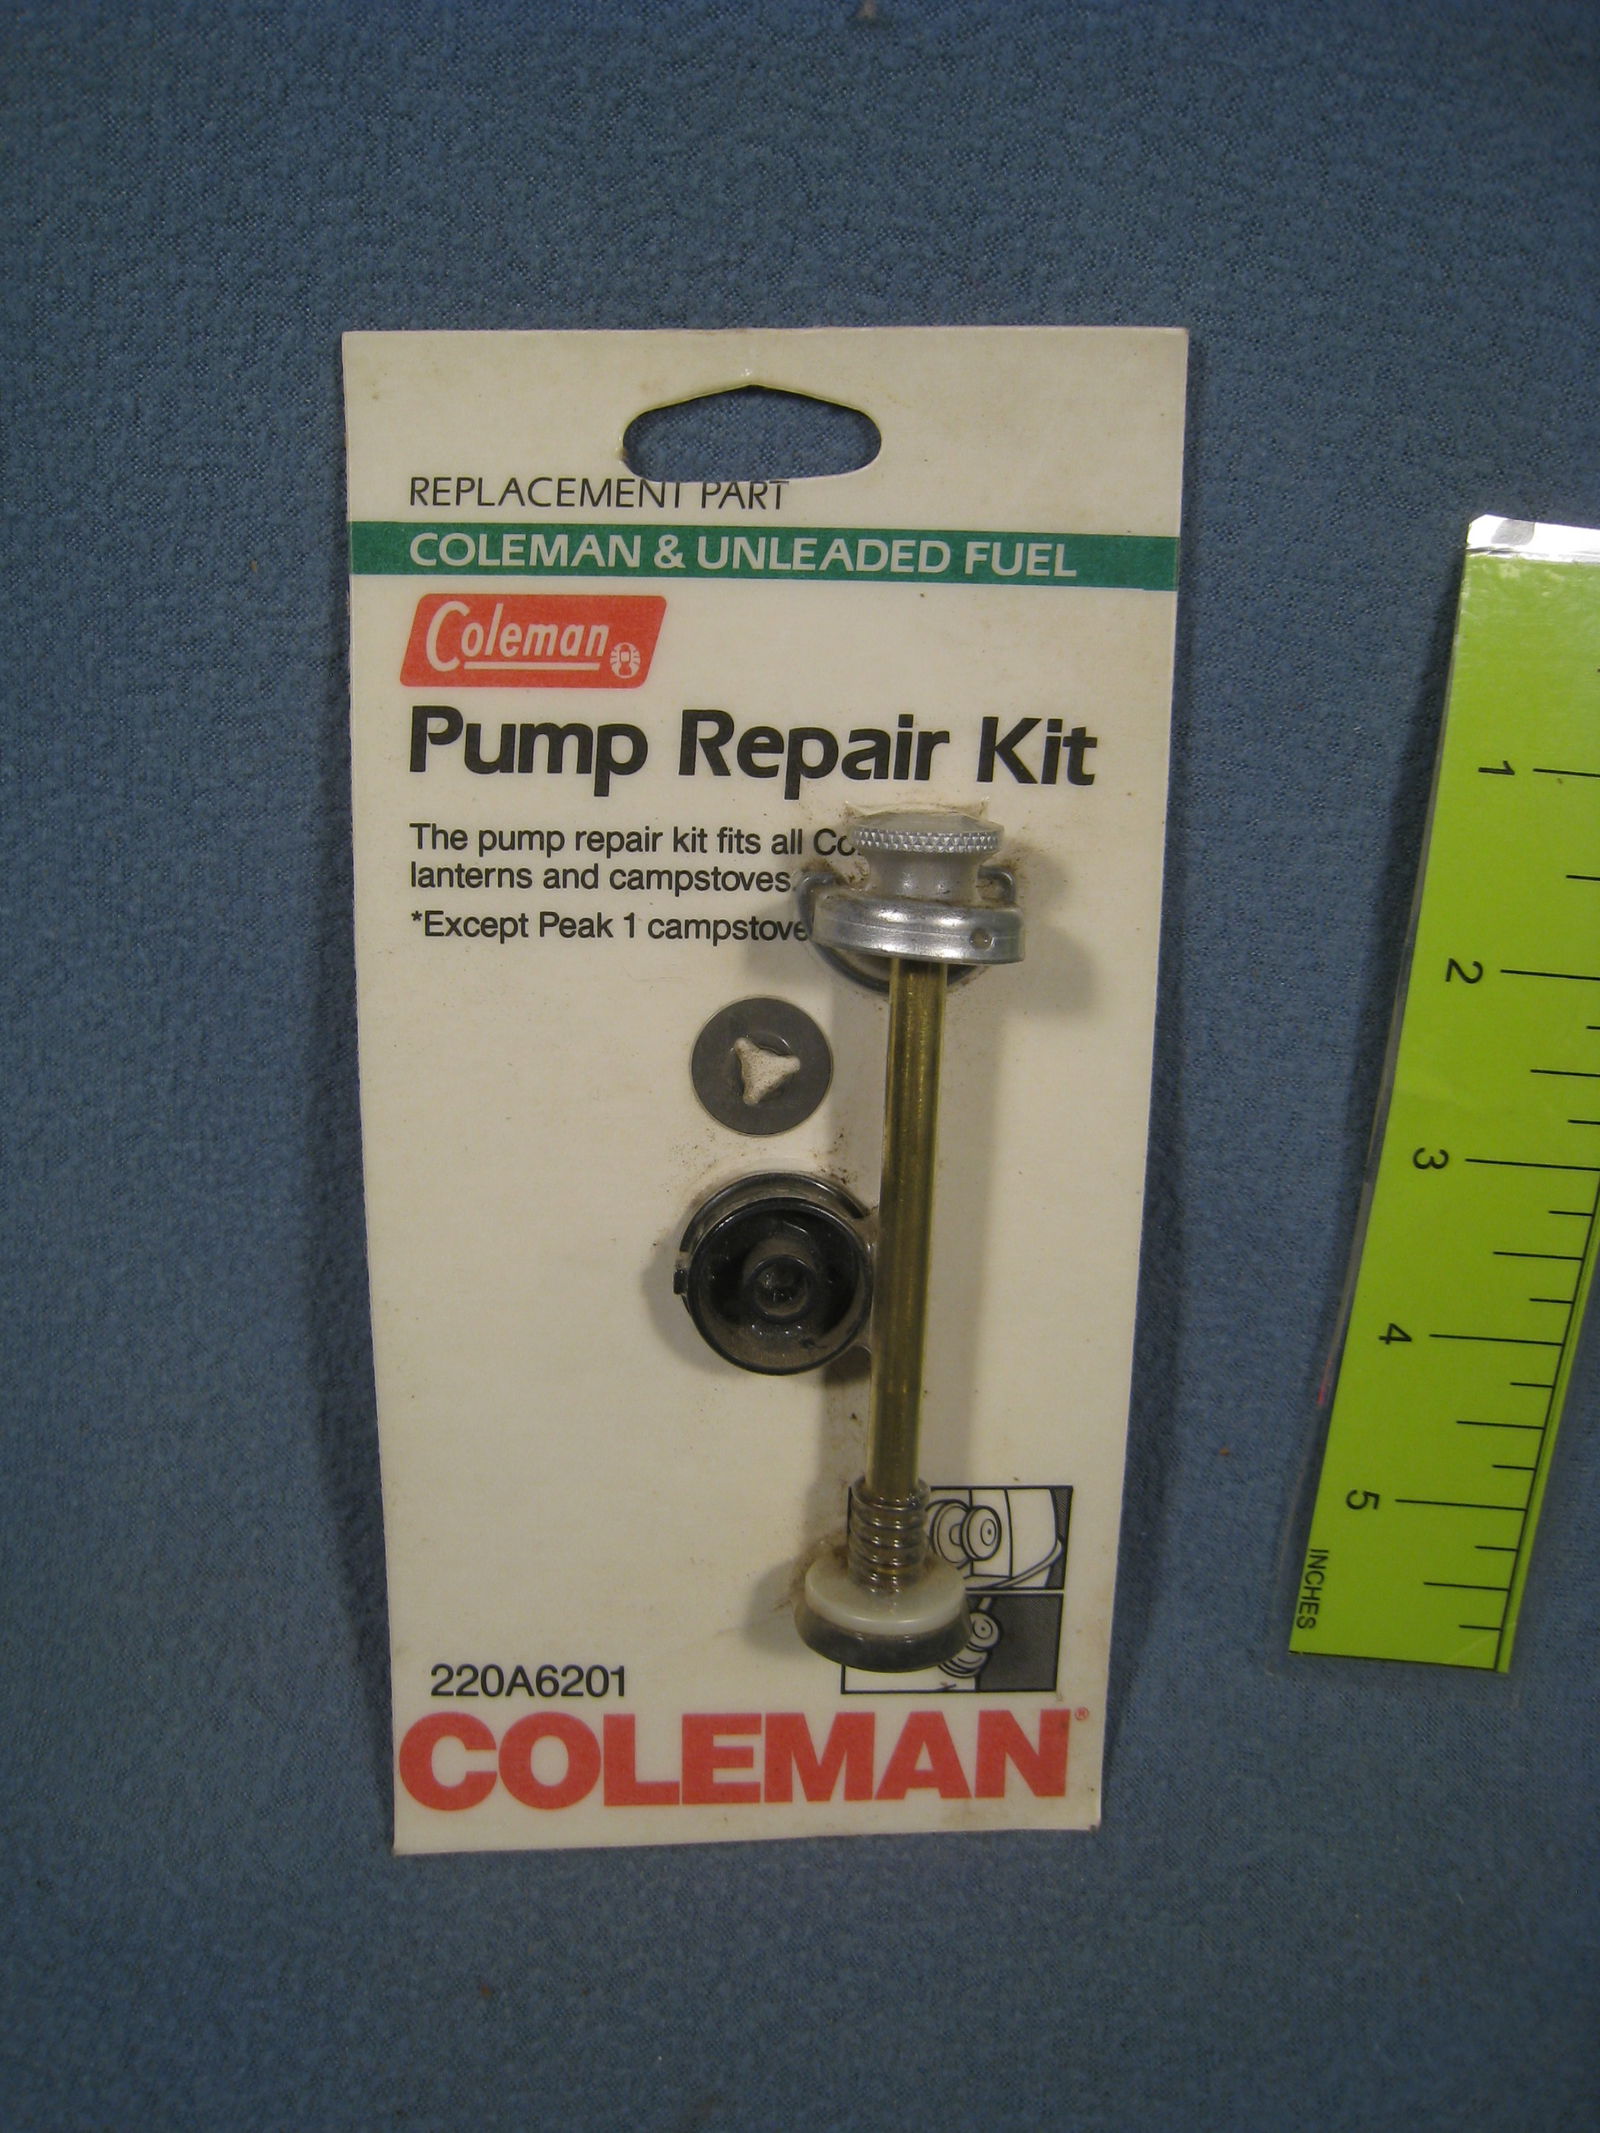 REPLACEMENT PART
COLEMAN & UNLEADED FUEL
Coleman
Pump Repair Kit
The pump repair kit fits all
lanterns and campstoves.
*Except Peak 1 campstove
220A6201
COLEMAN®
1
2
3
4
5
INCHES